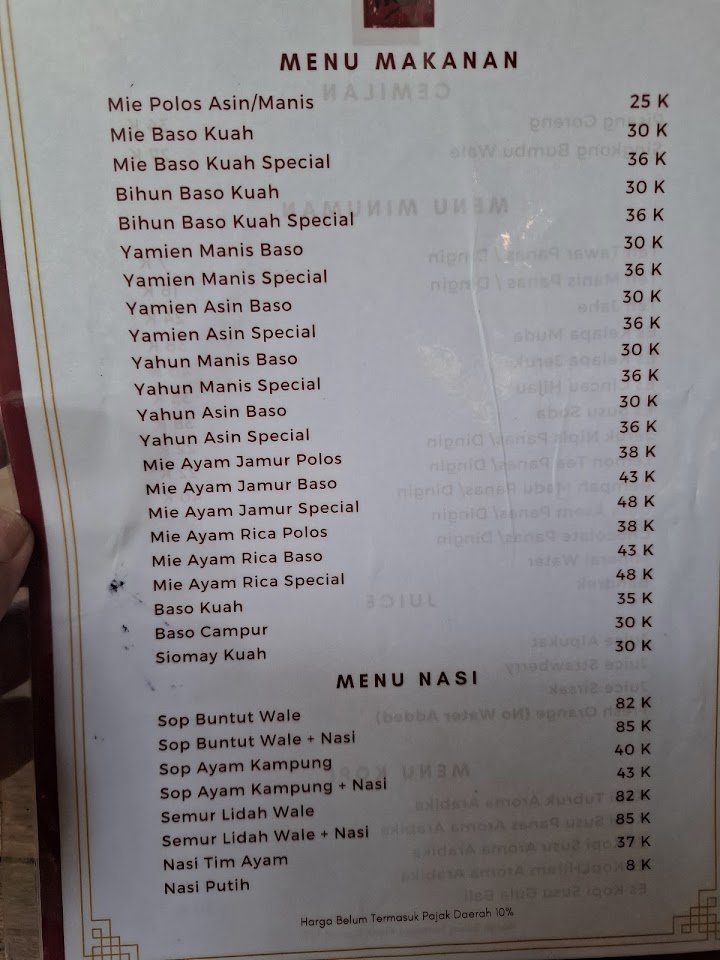 MENU MAKANAN
Mie Polos Asin/Manis 25 K
Mie Baso Kuah 30 K
Mie Baso Kuah Special 36 K
Bihun Baso Kuah 30 K
Bihun Baso Kuah Special 36 K
Yamien Manis Baso 30 K
Yamien Manis Special 36 K
Yamien Asin Baso 30 K
Yamien Asin Special 36 K
Yahun Manis Baso 30 K
Yahun Manis Special 36 K
Yahun Asin Baso 30 K
Yahun Asin Special 36 K
Mie Ayam Jamur Polos 38 K
Mie Ayam Jamur Baso 43 K
Mie Ayam Jamur Special 48 K
Mie Ayam Rica Polos 38 K
Mie Ayam Rica Baso 43 K
Mie Ayam Rica Special 48 K
Baso Kuah 35 K
Baso Campur 30 K
Siomay Kuah 30 K
MENU NASI
Sop Buntut Wale 82 K
Sop Buntut Wale + Nasi 85 K
Sop Ayam Kampung 40 K
Sop Ayam Kampung + Nasi 43 K
Semur Lidah Wale 82 K
Semur Lidah Wale + Nasi 85 K
Nasi Tim Ayam 37 K
Nasi Putih 8 K
Harga Belum Termasuk Pajak Daerah 10%